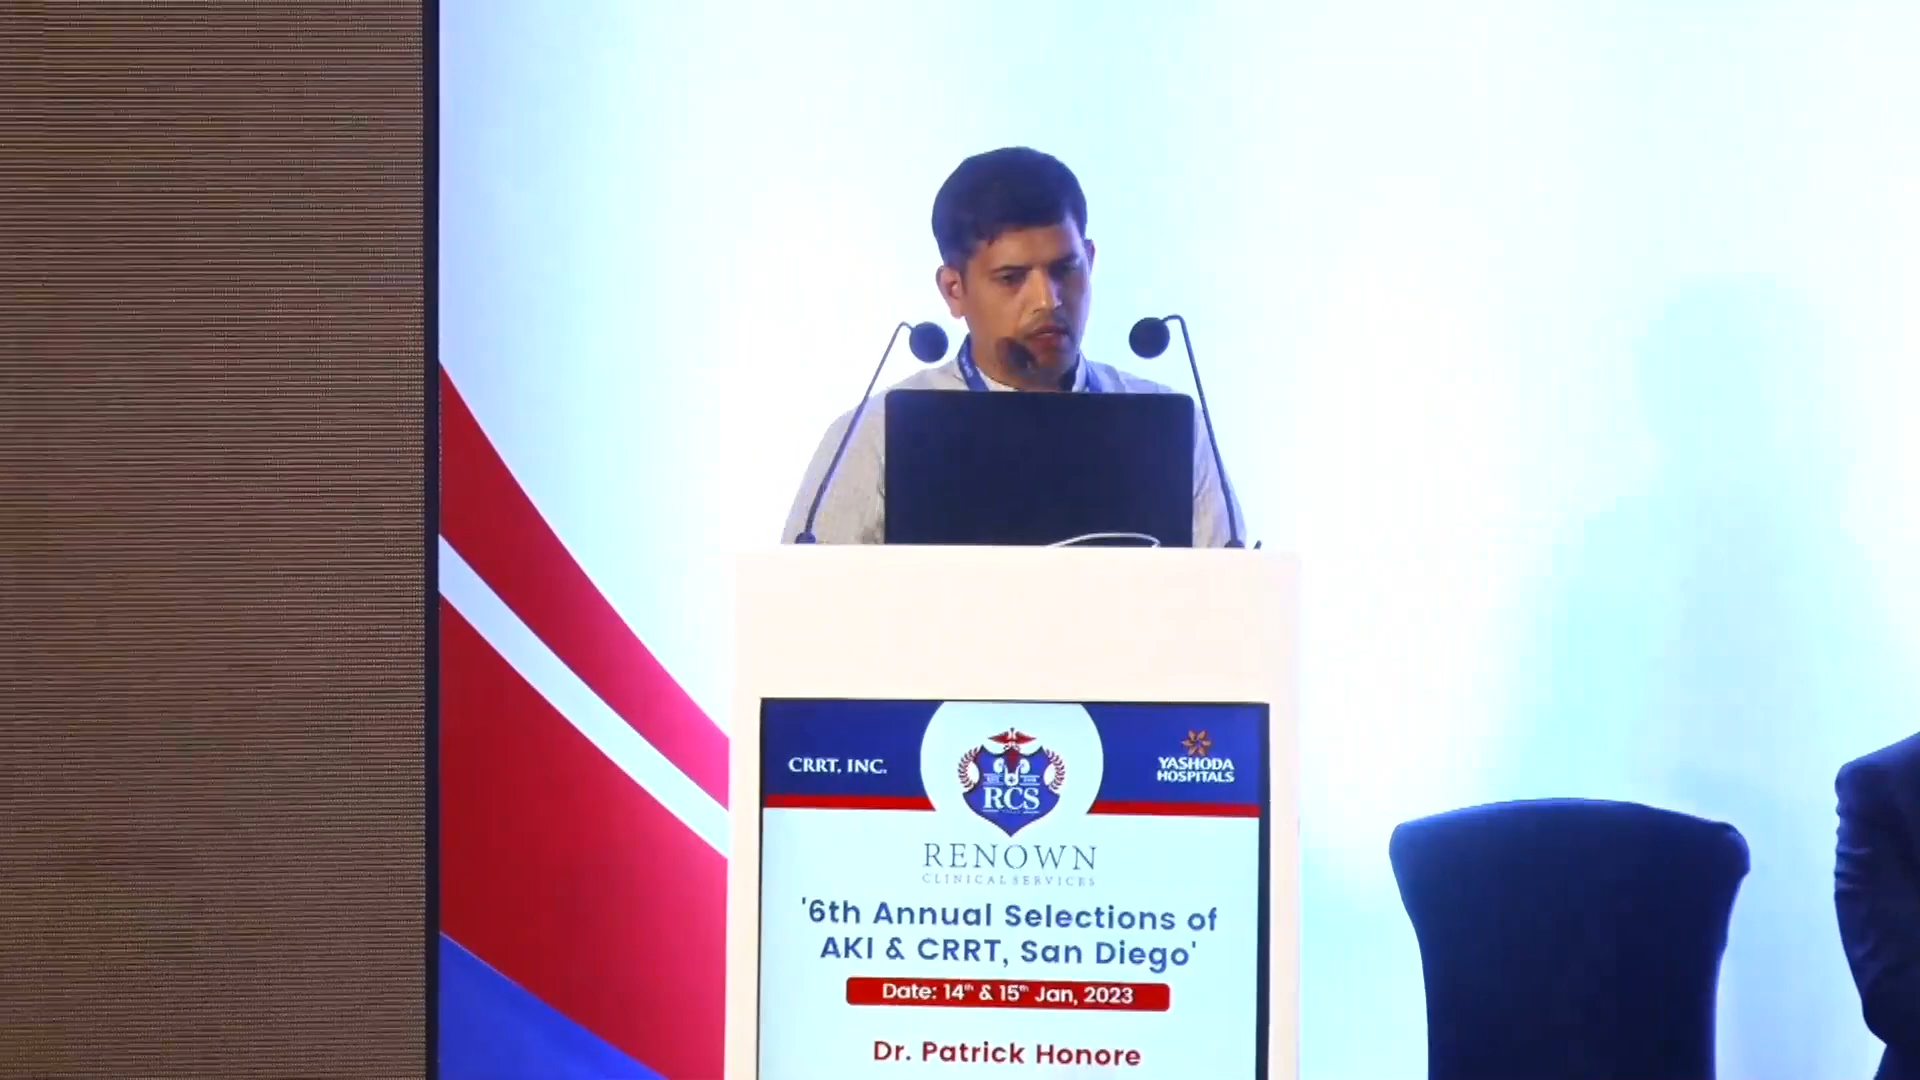 CRRT, INC.
YASHODA
HOSPITALS
RCS
RENOWN
CLINICAL SERVICES
'6th Annual Selections of
AKI & CRRT, San Diego'
Date: 14th & 15th Jan, 2023
Dr. Patrick Honore